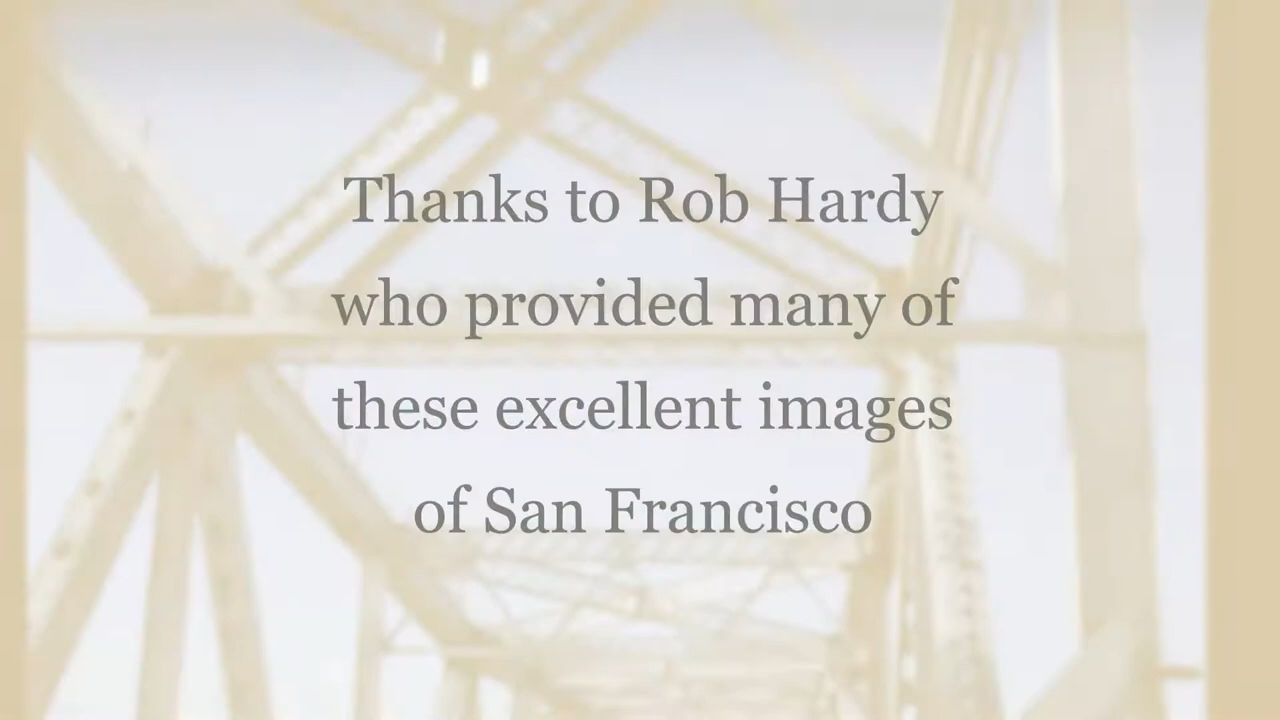 Thanks to Rob Hardy
who provided many of
these excellent images
of San Francisco